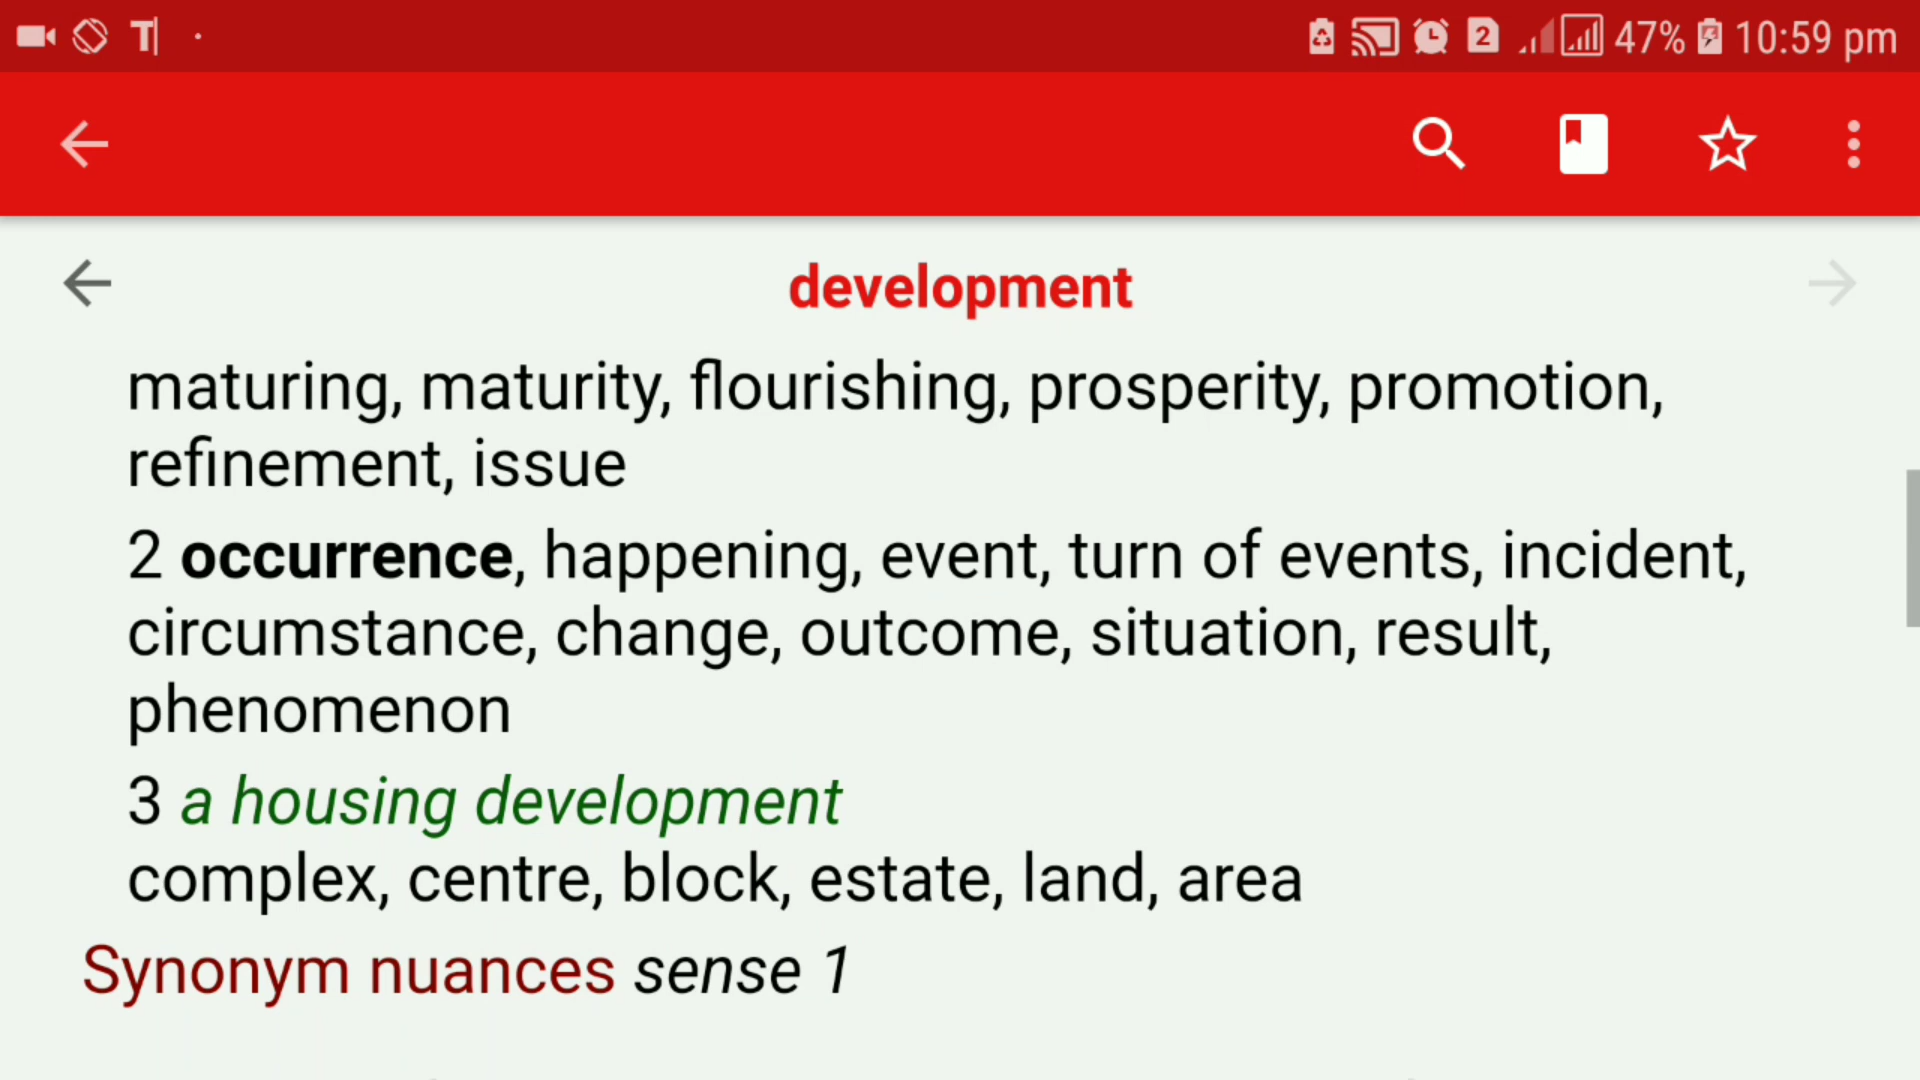 T
2
47%
10:59 pm
development
maturing, maturity, flourishing, prosperity, promotion,
refinement, issue
2 occurrence, happening, event, turn of events, incident,
circumstance, change, outcome, situation, result,
phenomenon
3 a housing development
complex, centre, block, estate, land, area
Synonym nuances sense 1